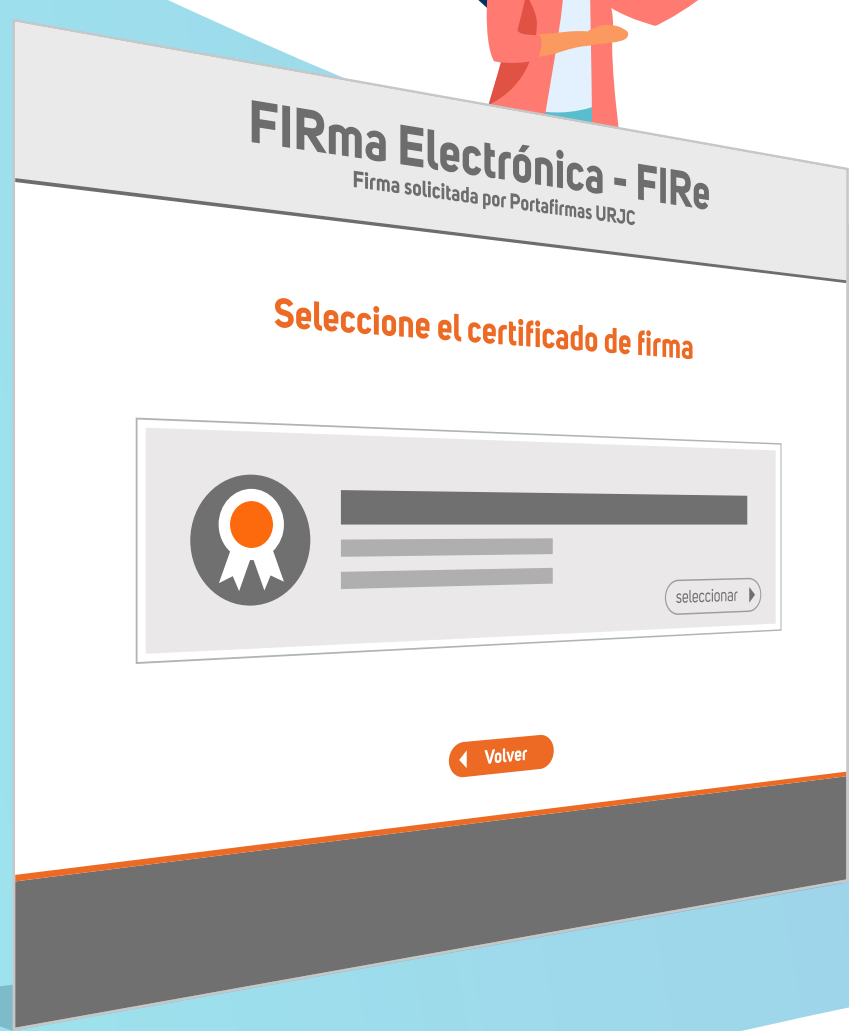 FIRma Electrónica - FIRe
Firma solicitada por Portafirmas URJC
Seleccione el certificado de firma
seleccionar
Volver